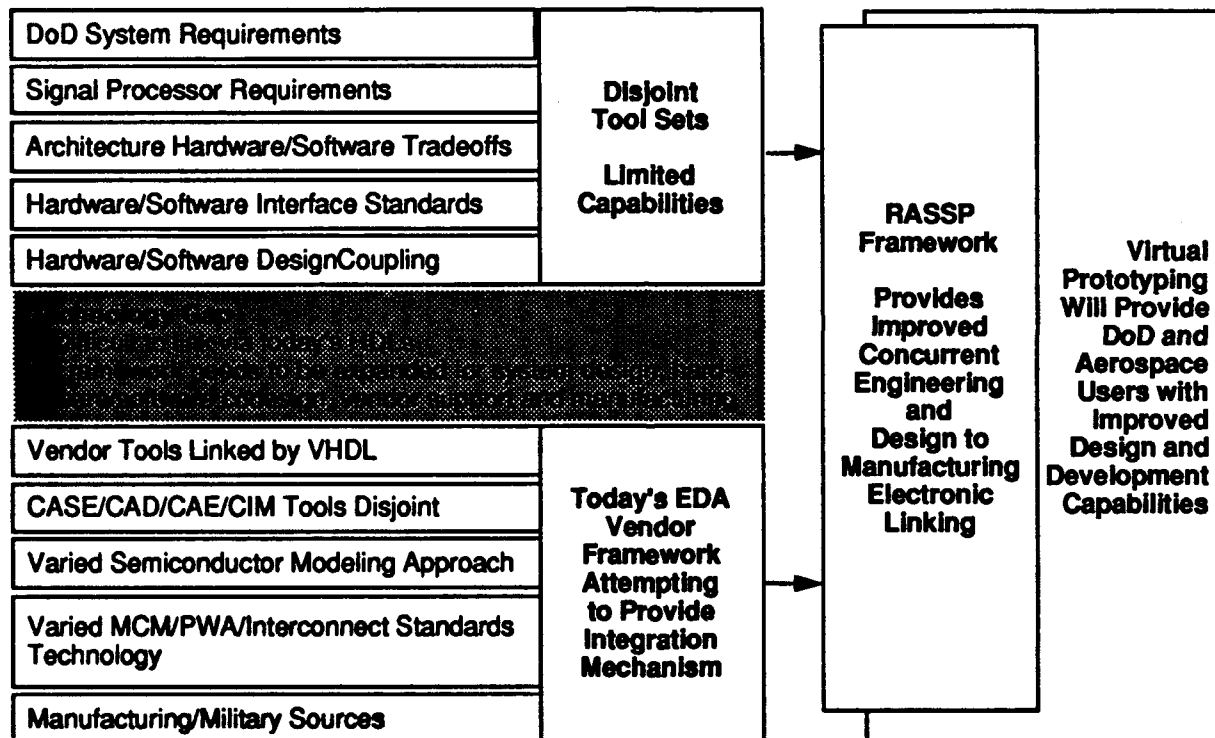 DoD System Requirements
Signal Processor Requirements
Architecture Hardware/Software Tradeoffs
Hardware/Software Interface Standards
Hardware/Software DesignCoupling
Disjoint
Tool Sets
Limited
Capabilities
Vendor Tools Linked by VHDL
CASE/CAD/CAE/CIM Tools Disjoint
Varied Semiconductor Modeling Approach
Varied MCM/PWA/Interconnect Standards
Technology
Manufacturing/Military Sources
Today's EDA
Vendor
Framework
Attempting
to Provide
Integration
Mechanism
RASSP
Framework
Provides
Improved
Concurrent
Engineering
and
Design to
Manufacturing
Electronic
Linking
Virtual
Prototyping
Will Provide
DoD and
Aerospace
Users with
Improved
Design and
Development
Capabilities